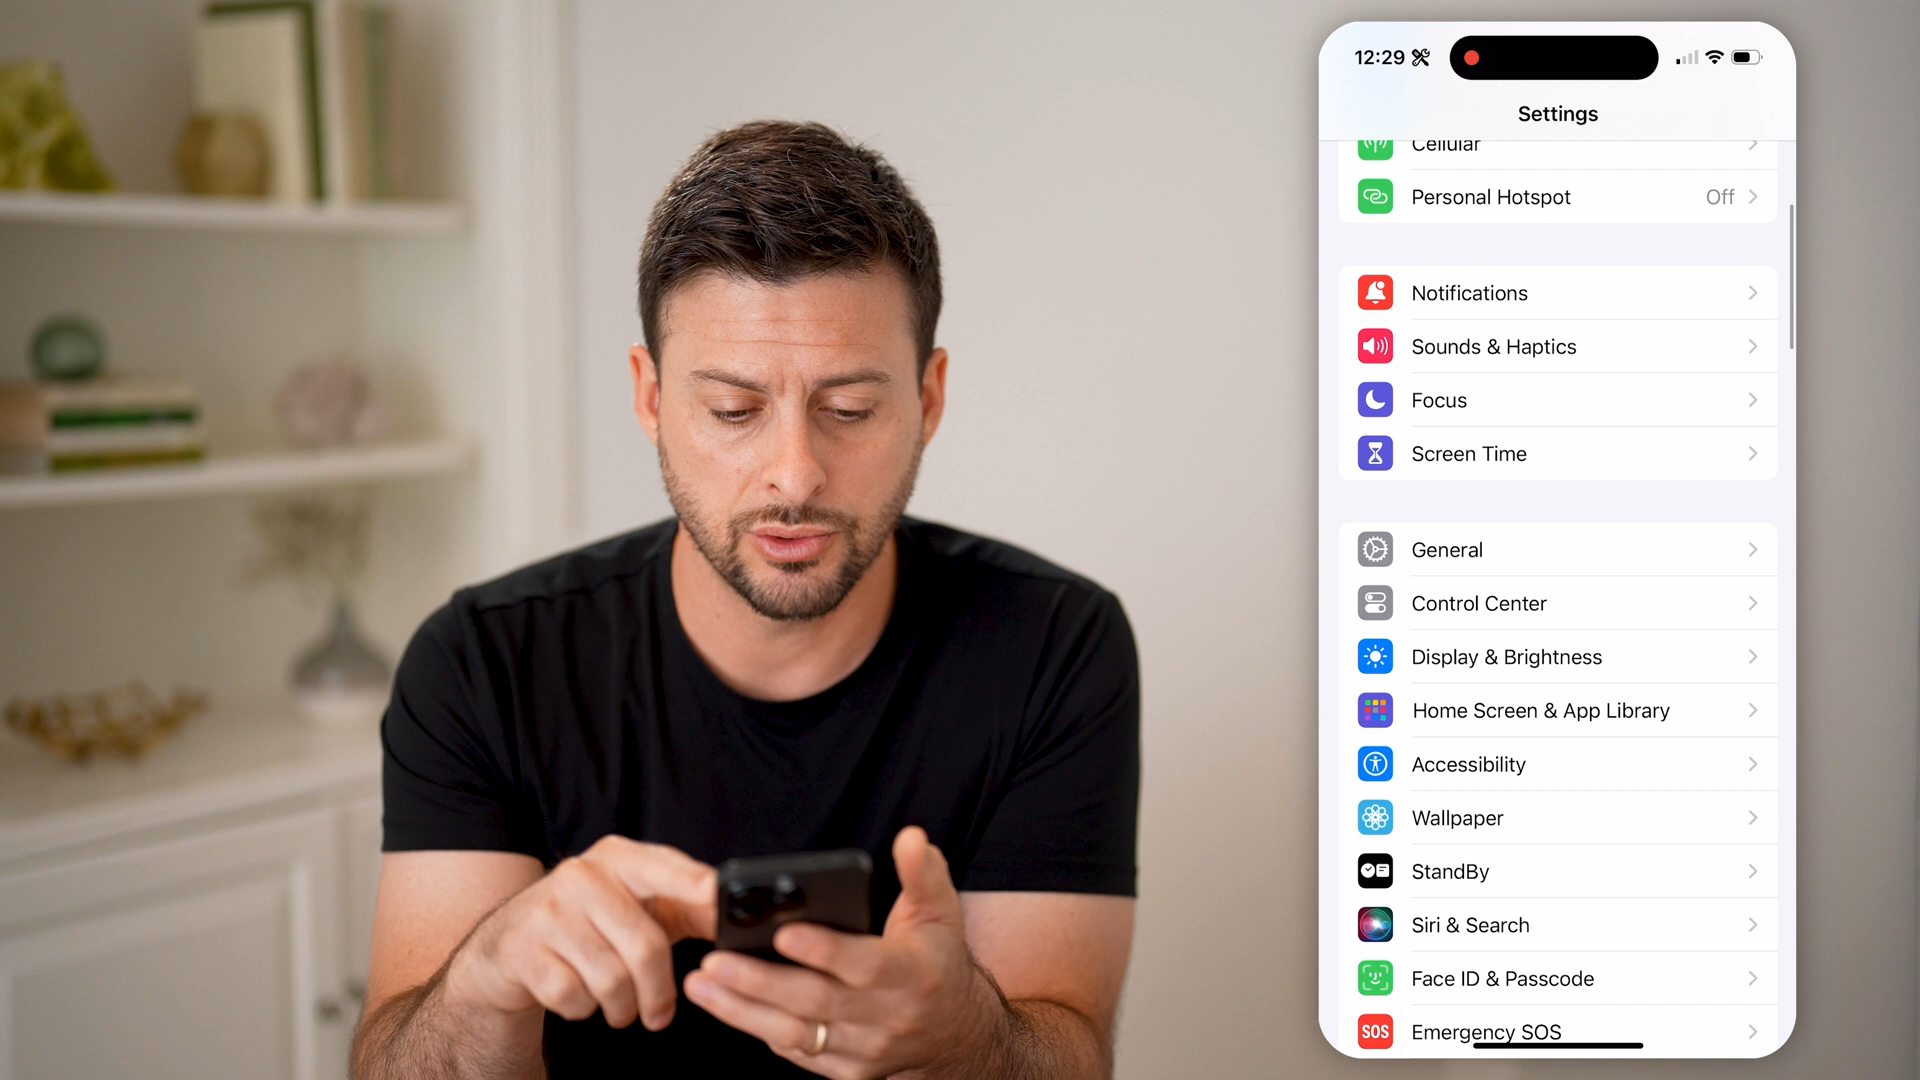 12:29
Settings
Cellular
Personal Hotspot Off
Notifications
Sounds & Haptics
Focus
Screen Time
General
Control Center
Display & Brightness
Home Screen & App Library
Accessibility
Wallpaper
StandBy
Siri & Search
Face ID & Passcode
SOS Emergency SOS